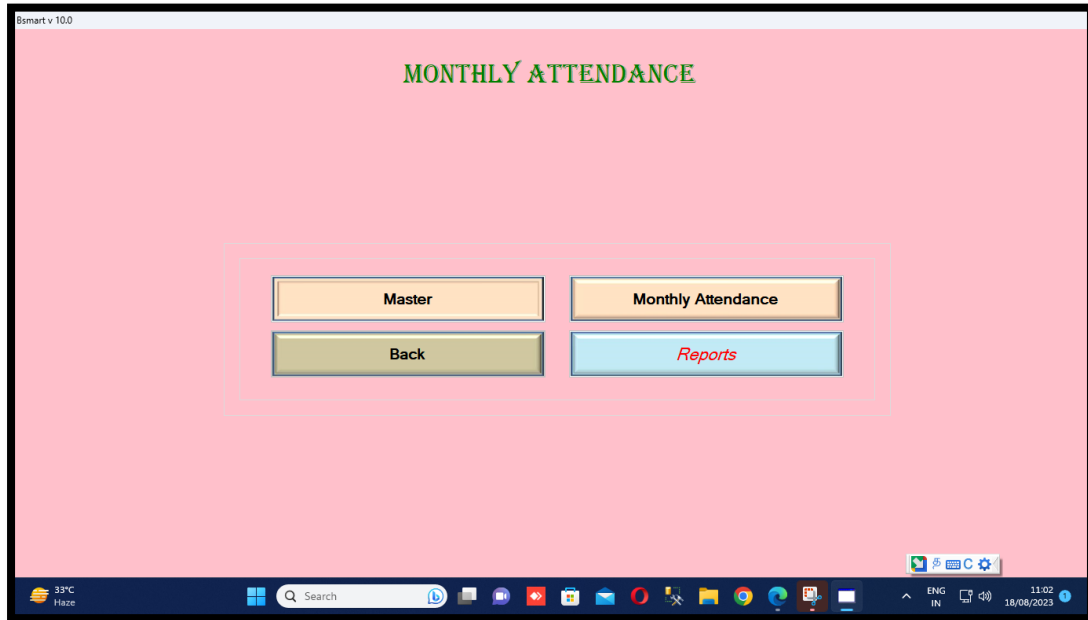 Bsmart v 10.0
MONTHLY ATTENDANCE
Master
Monthly Attendance
Back
Reports
33°C
Haze
Search
ENG
IN
11:02
18/08/2023
1